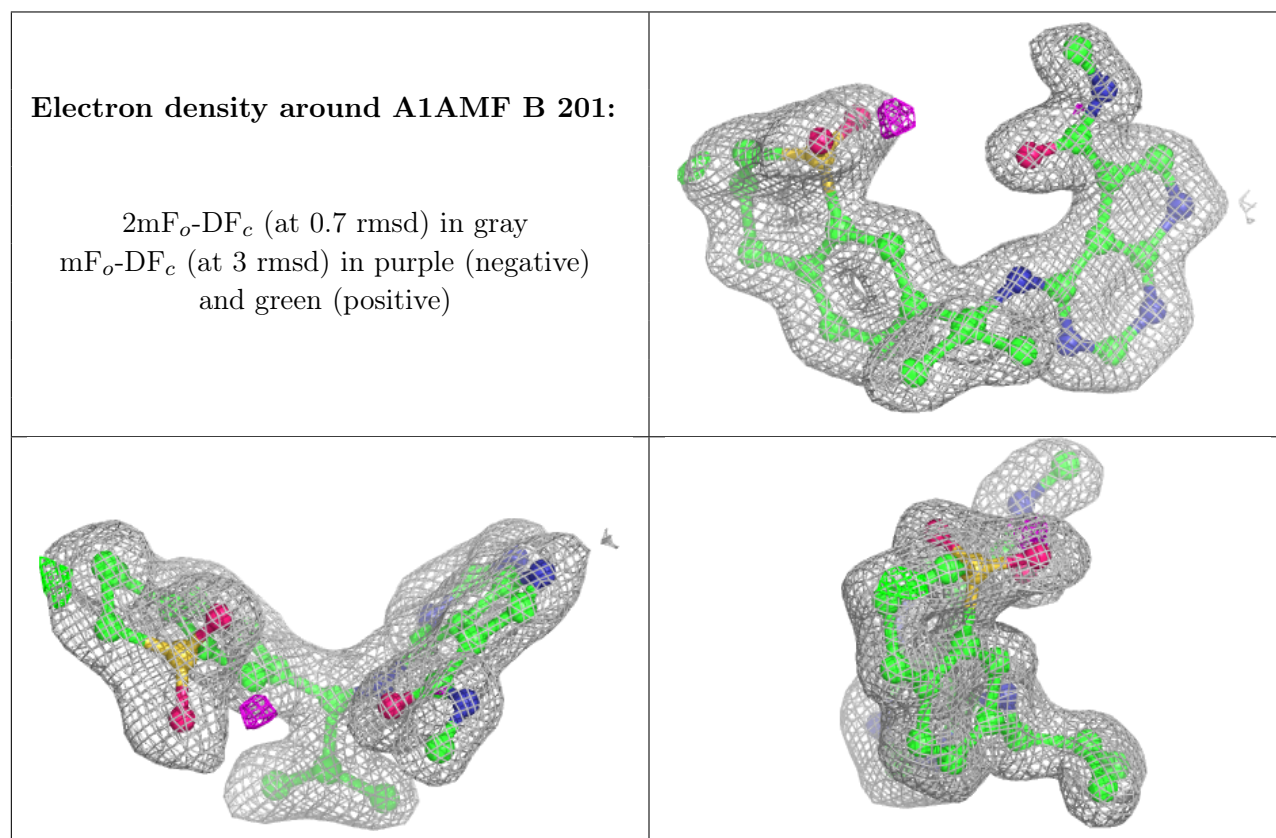 Electron density around A1AMF B 201:
2mFo-DFc (at 0.7 rmsd) in gray
mFo-DFc (at 3 rmsd) in purple (negative)
and green (positive)